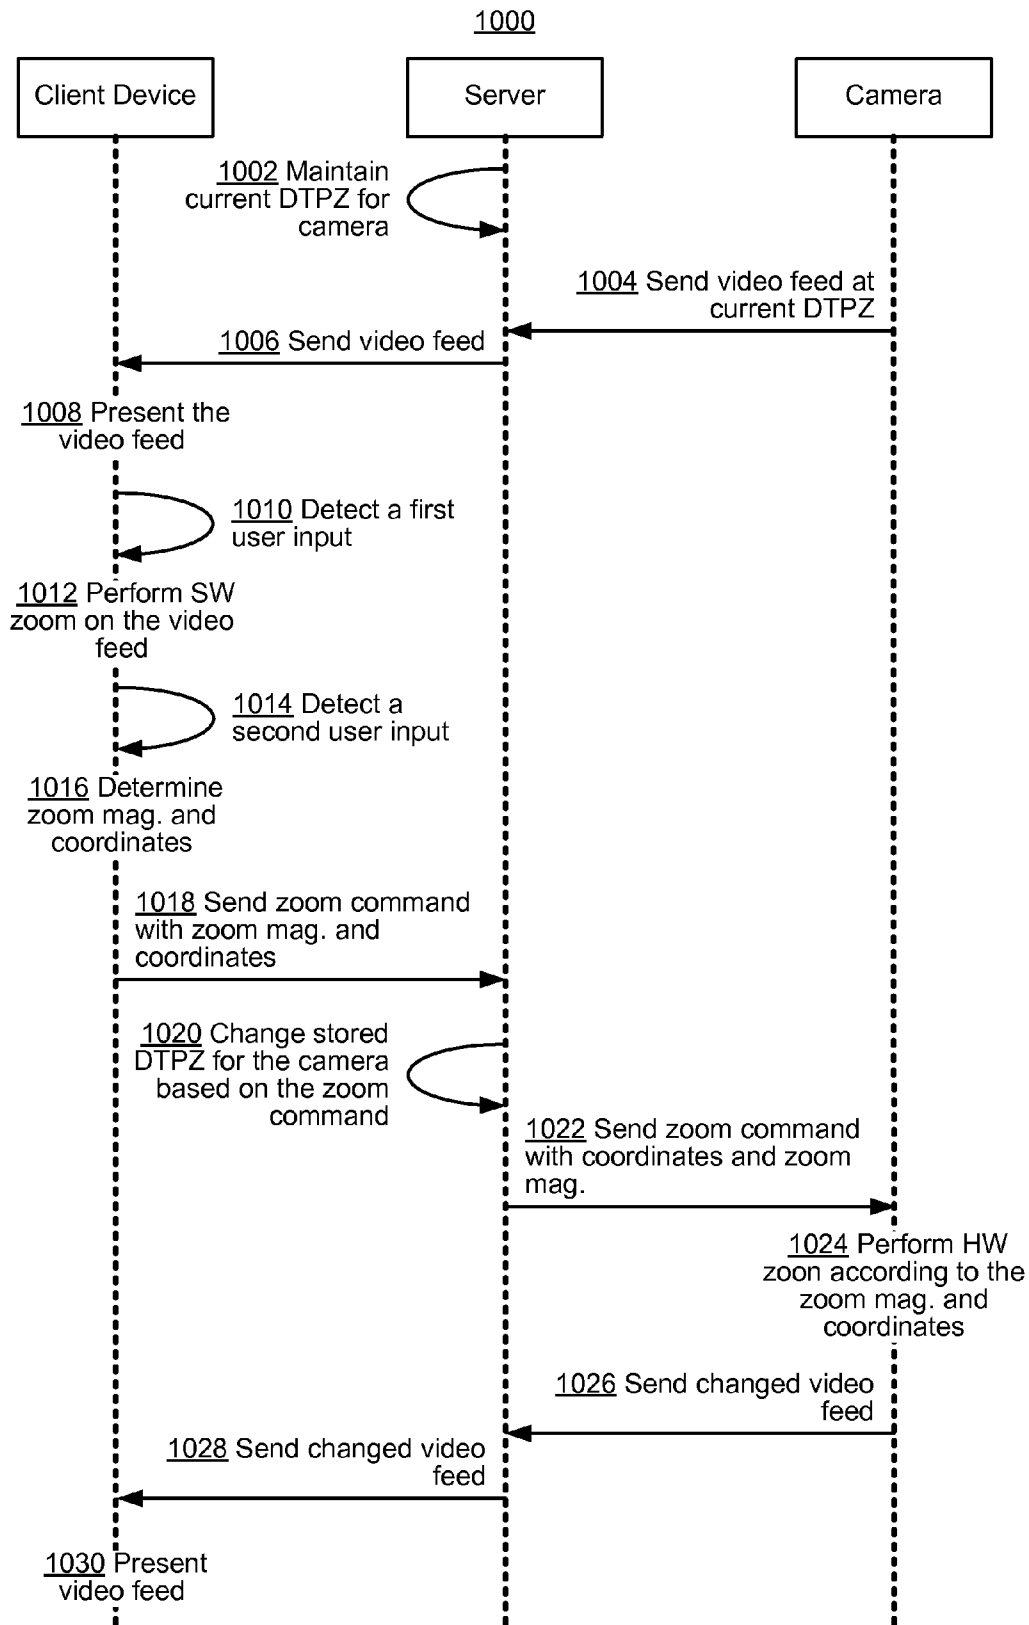 1000
Client Device
Server
Camera
1002 Maintain
current DTPZ for
camera
1004 Send video feed at
current DTPZ
1006 Send video feed
1008 Present the
video feed
1010 Detect a first
user input
1012 Perform SW
zoom on the video
feed
1014 Detect a
second user input
1016 Determine
zoom mag. and
coordinates
1018 Send zoom command
with zoom mag. and
coordinates
1020 Change stored
DTPZ for the camera
based on the zoom
command
1022 Send zoom command
with coordinates and zoom
mag.
1024 Perform HW
zoon according to the
zoom mag. and
coordinates
1026 Send changed video
feed
1028 Send changed video
feed
1030 Present
video feed